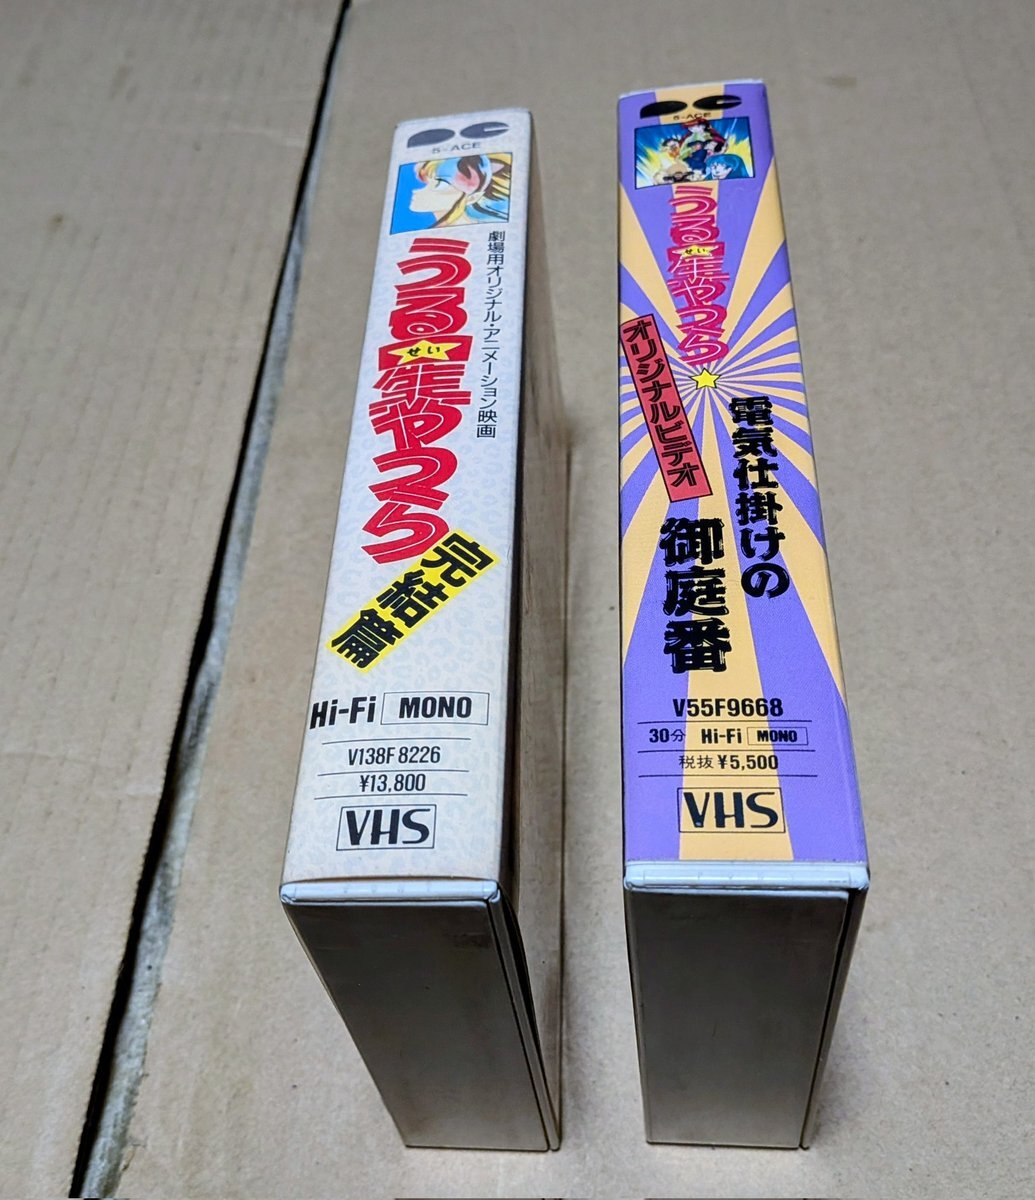 PC
5-ACE
劇場用オリジナル・アニメーション映画
うる星やつら
せい
完結篇
Hi-Fi MONO
V138F8226
¥13,800
VHS
PC
5-ACE
うる星やつら
せい
オリジナルビデオ
電気仕掛けの
御庭番
V55F9668
30分 Hi-Fi MONO
税抜¥5,500
VHS